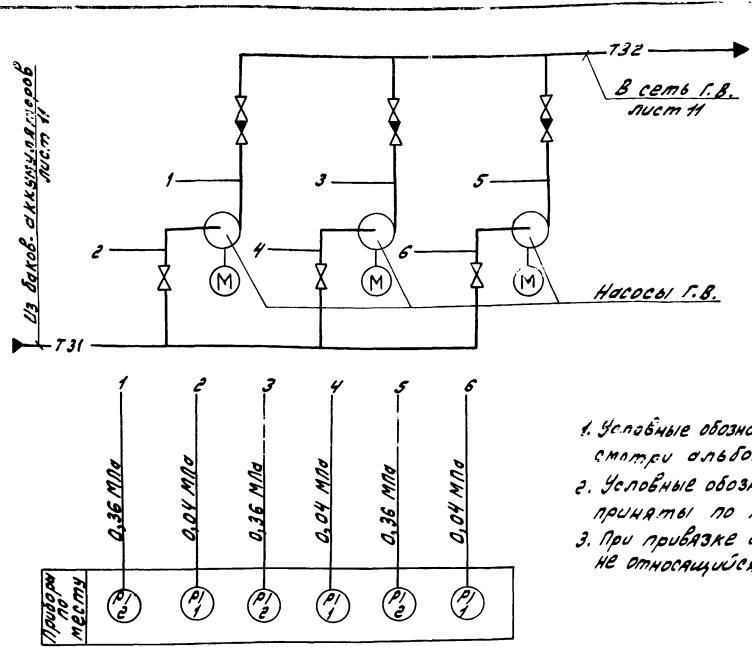 Т32
В сеть Г.В.
лист 11
Из баков. аккумуляторов
лист 11
1
3
5
2
4
6
М
М
М
Насосы Г.В.
Т31
1
2
3
4
5
6
0,36 МПа
0,04 МПа
0,36 МПа
0,04 МПа
0,36 МПа
0,04 МПа
Приборы
по
месту
PI
2
PI
1
PI
2
PI
1
PI
2
PI
1
1. Условные обозна
смотри альбо
2. Условные обозн
приняты по
3. При привязке
не относящийся